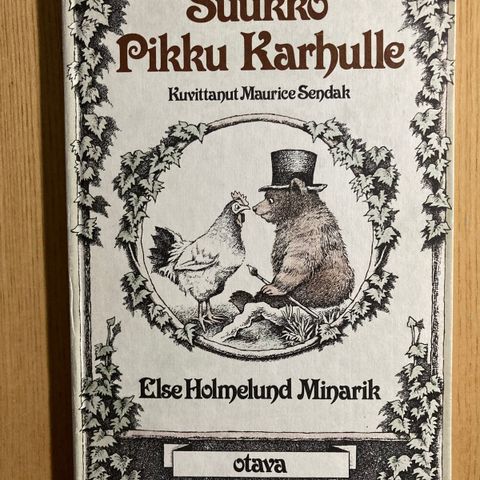 Suukko
Pikku Karhulle
Kuvittanut Maurice Sendak
Else Holmelund Minarik
otava